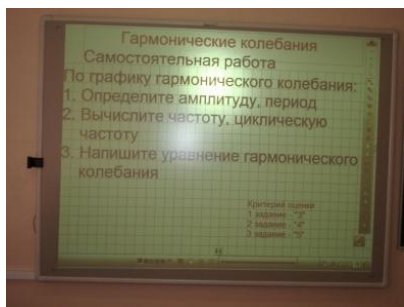 Гармонические колебания
Самостоятельная работа
По графику гармонического колебания:
1. Определите амплитуду, период
2. Вычислите частоту, циклическую
частоту
3. Напишите уравнение гармонического
колебания
Критерий оценки
1 задание - "3"
2 задание - "4"
3 задание - "5"